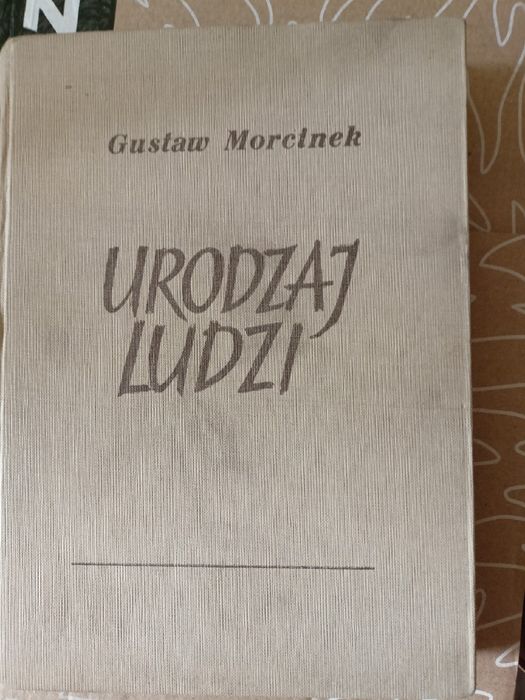 N
Gustaw Morcinek
URODZAJ
LUDZI